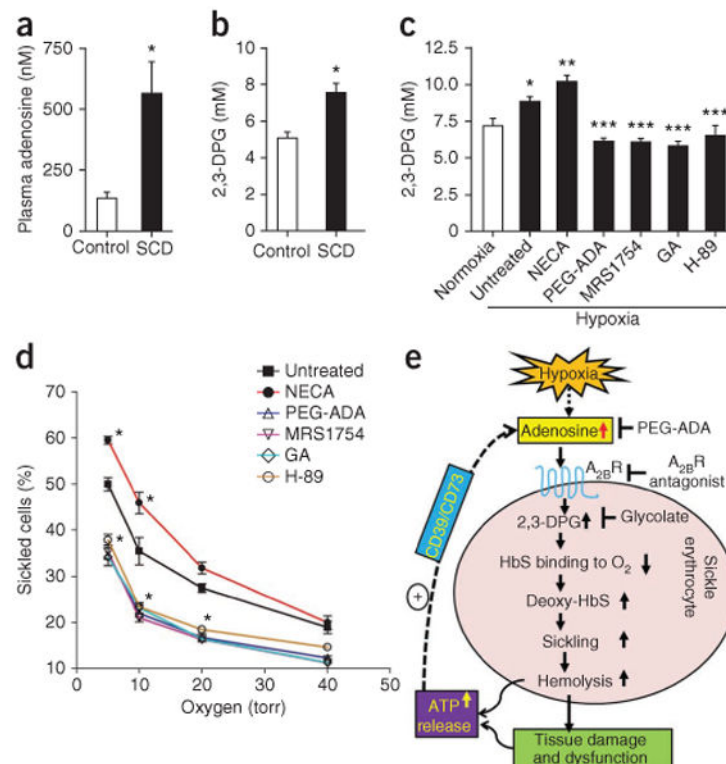 a
Plasma adenosine (nM)
750
500
250
0
*
Control SCD
b
2,3-DPG (mM)
10
8
6
4
2
0
*
Control SCD
c
2,3-DPG (mM)
12.5
10.0
7.5
5.0
2.5
0
* ** *** *** *** ***
Normoxia
Untreated
NECA
PEG-ADA
MRS1754
GA
H-89
Hypoxia
d
Untreated
NECA
PEG-ADA
MRS1754
GA
H-89
Sickled cells (%)
70
60
50
40
30
20
10
*
*
*
*
*
0 10 20 30 40 50
Oxygen (torr)
e
Hypoxia
Adenosine
PEG-ADA
A2BR
A2BR
antagonist
CD39/CD73
2,3-DPG
Glycolate
HbS binding to O2
Deoxy-HbS
Sickling
Hemolysis
Sickle
erythrocyte
+
ATP
release
Tissue damage
and dysfunction